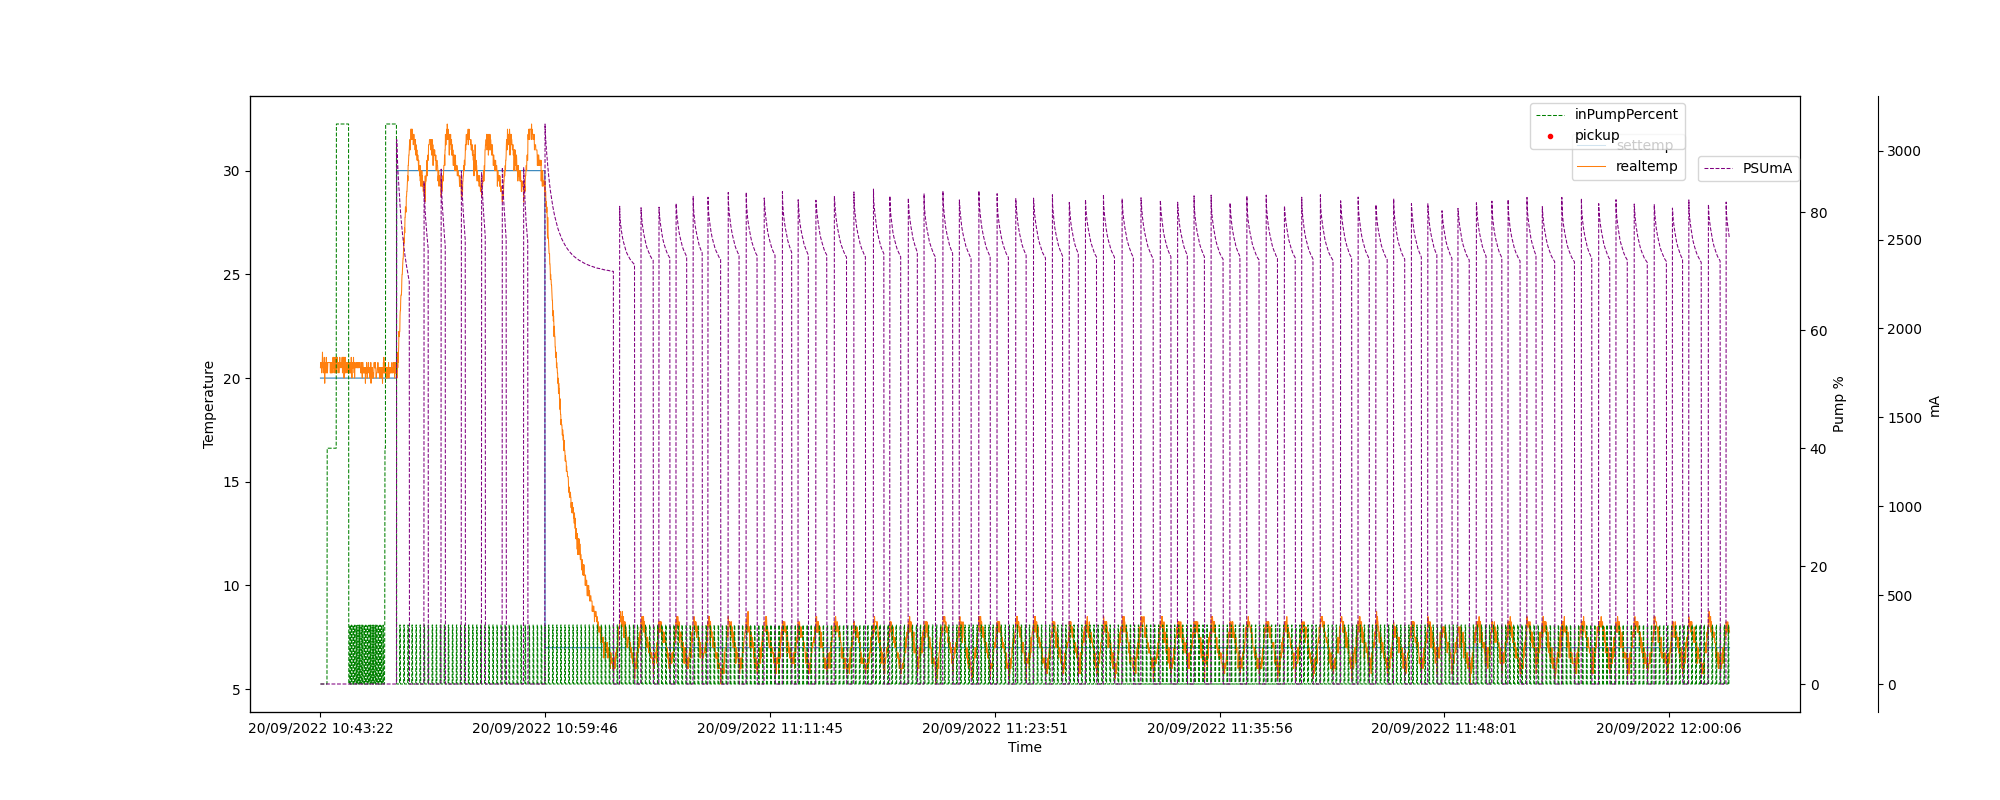 inPumpPercent
pickup
settemp
realtemp
PSUmA
30
25
20
15
10
5
Temperature
80
60
40
20
0
Pump %
3000
2500
2000
1500
1000
500
0
mA
20/09/2022 10:43:22
20/09/2022 10:59:46
20/09/2022 11:11:45
20/09/2022 11:23:51
20/09/2022 11:35:56
20/09/2022 11:48:01
20/09/2022 12:00:06
Time